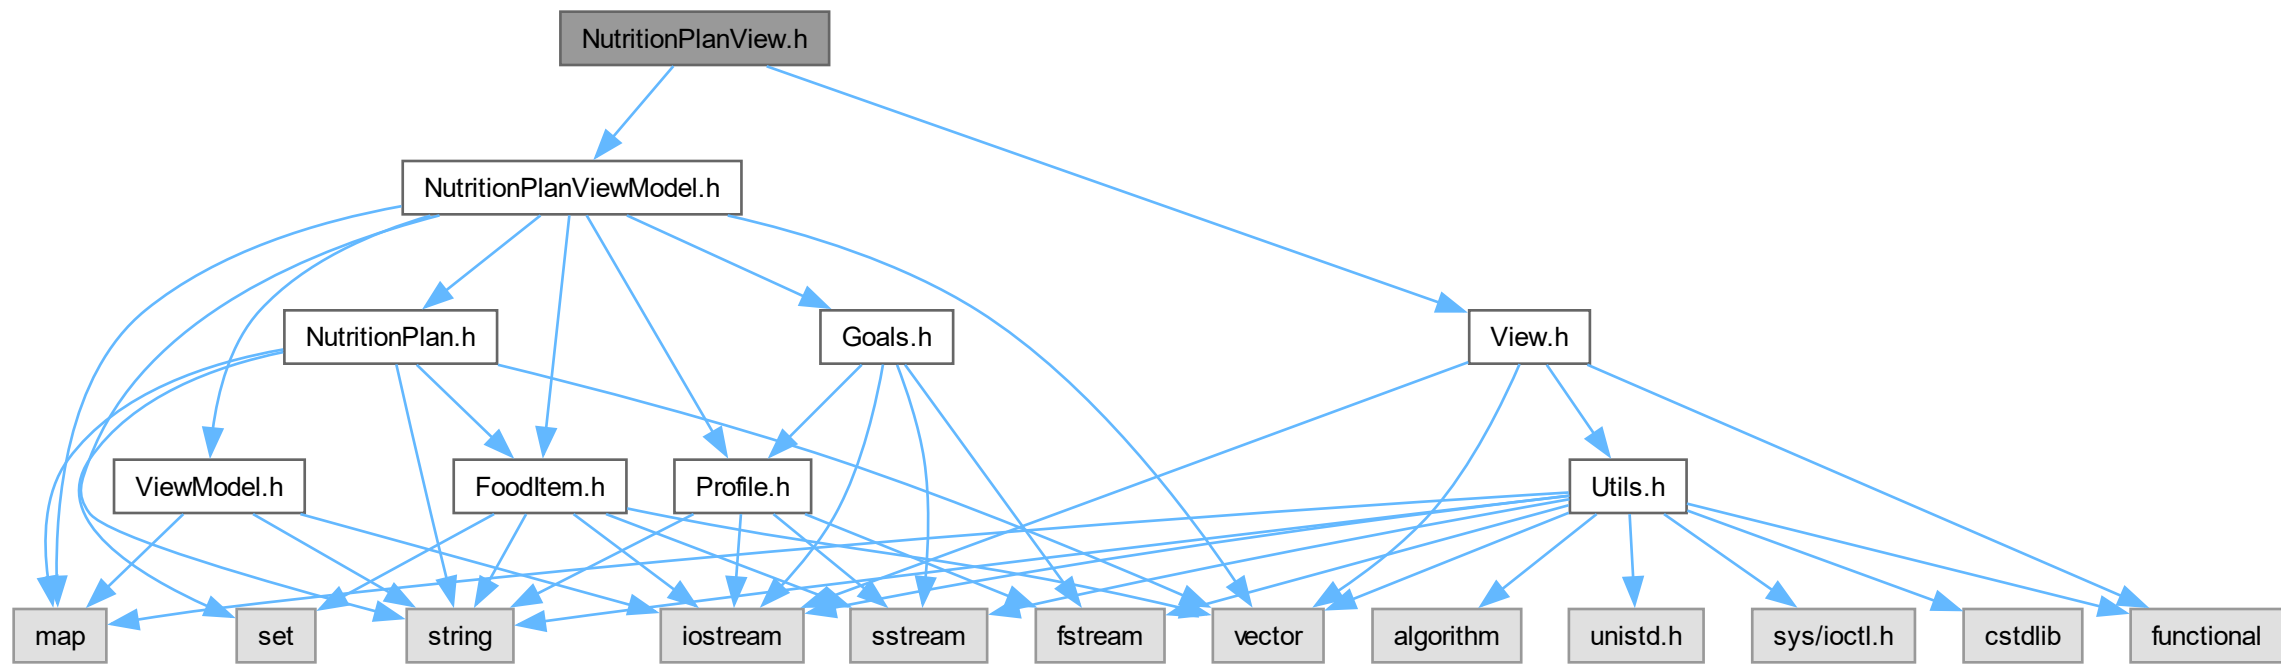 NutritionPlanView.h
NutritionPlanViewModel.h
NutritionPlan.h
Goals.h
View.h
ViewModel.h
FoodItem.h
Profile.h
Utils.h
map
set
string
iostream
sstream
fstream
vector
algorithm
unistd.h
sys/ioctl.h
cstdlib
functional